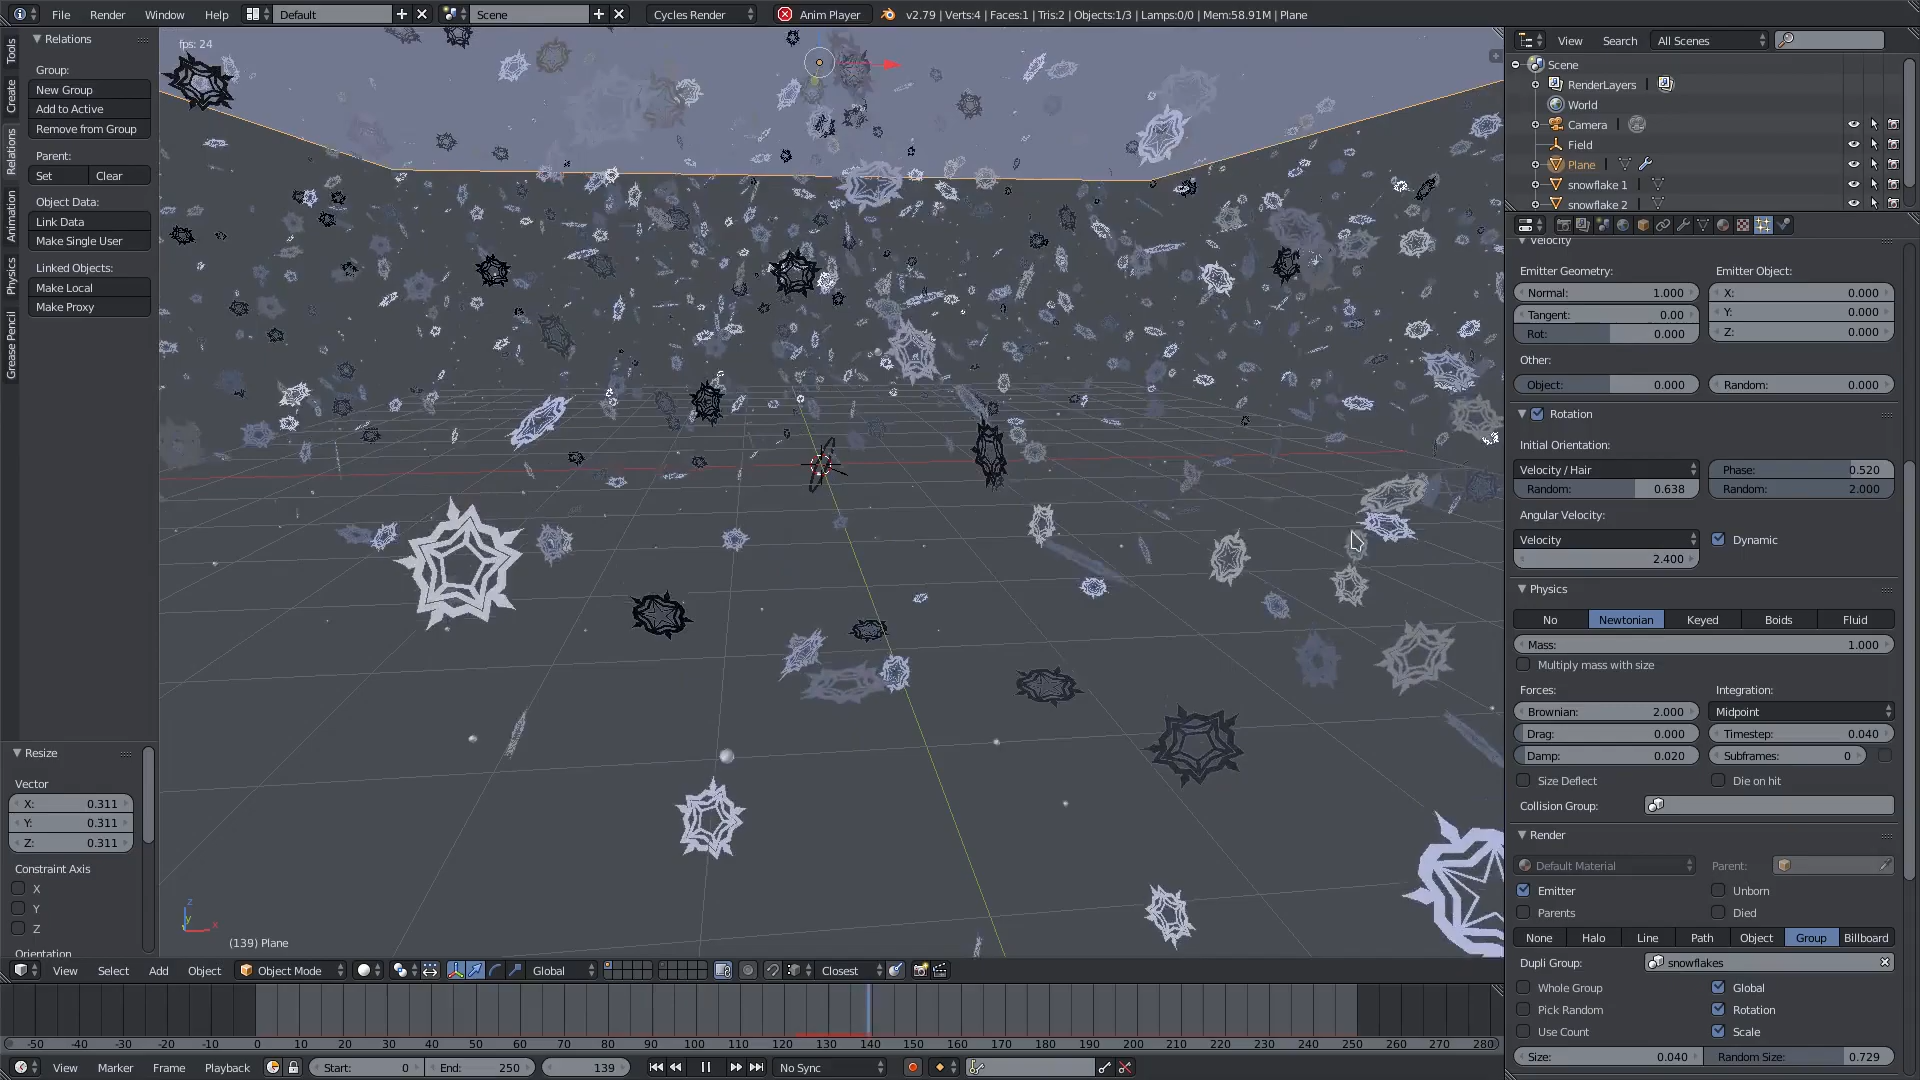 File Render Window Help Default Scene Cycles Render Anim Player v2.79 | Verts:4 | Faces:1 | Tris:2 | Objects:1/3 | Lamps:0/0 | Mem:58.91M | Plane
Tools
Create
Relations
Animation
Physics
Grease Pencil
Relations
Group:
New Group
Add to Active
Remove from Group
Parent:
Set Clear
Object Data:
Link Data
Make Single User
Linked Objects:
Make Local
Make Proxy
Resize
Vector
X: 0.311
Y: 0.311
Z: 0.311
Constraint Axis
X
Y
Z
Orientation
fps: 24
z
y
x
(139) Plane
View Search All Scenes
Scene
RenderLayers |
World
Camera |
Field
Plane |
snowflake 1 |
snowflake 2 |
Velocity
Emitter Geometry: Emitter Object:
Normal: 1.000 X: 0.000
Tangent: 0.00 Y: 0.000
Rot: 0.000 Z: 0.000
Other:
Object: 0.000 Random: 0.000
Rotation
Initial Orientation:
Velocity / Hair Phase: 0.520
Random: 0.638 Random: 2.000
Angular Velocity:
Velocity Dynamic
2.400
Physics
No Newtonian Keyed Boids Fluid
Mass: 1.000
Multiply mass with size
Forces: Integration:
Brownian: 2.000 Midpoint
Drag: 0.000 Timestep: 0.040
Damp: 0.020 Subframes: 0
Size Deflect Die on hit
Collision Group:
Render
Default Material Parent:
Emitter Unborn
Parents Died
None Halo Line Path Object Group Billboard
Dupli Group: snowflakes
Whole Group Global
Pick Random Rotation
Use Count Scale
Size: 0.040 Random Size: 0.729
View Select Add Object Object Mode Global Closest
-50 -40 -30 -20 -10 0 10 20 30 40 50 60 70 80 90 100 110 120 130 140 150 160 170 180 190 200 210 220 230 240 250 260 270 280
View Marker Frame Playback Start: 0 End: 250 139 No Sync